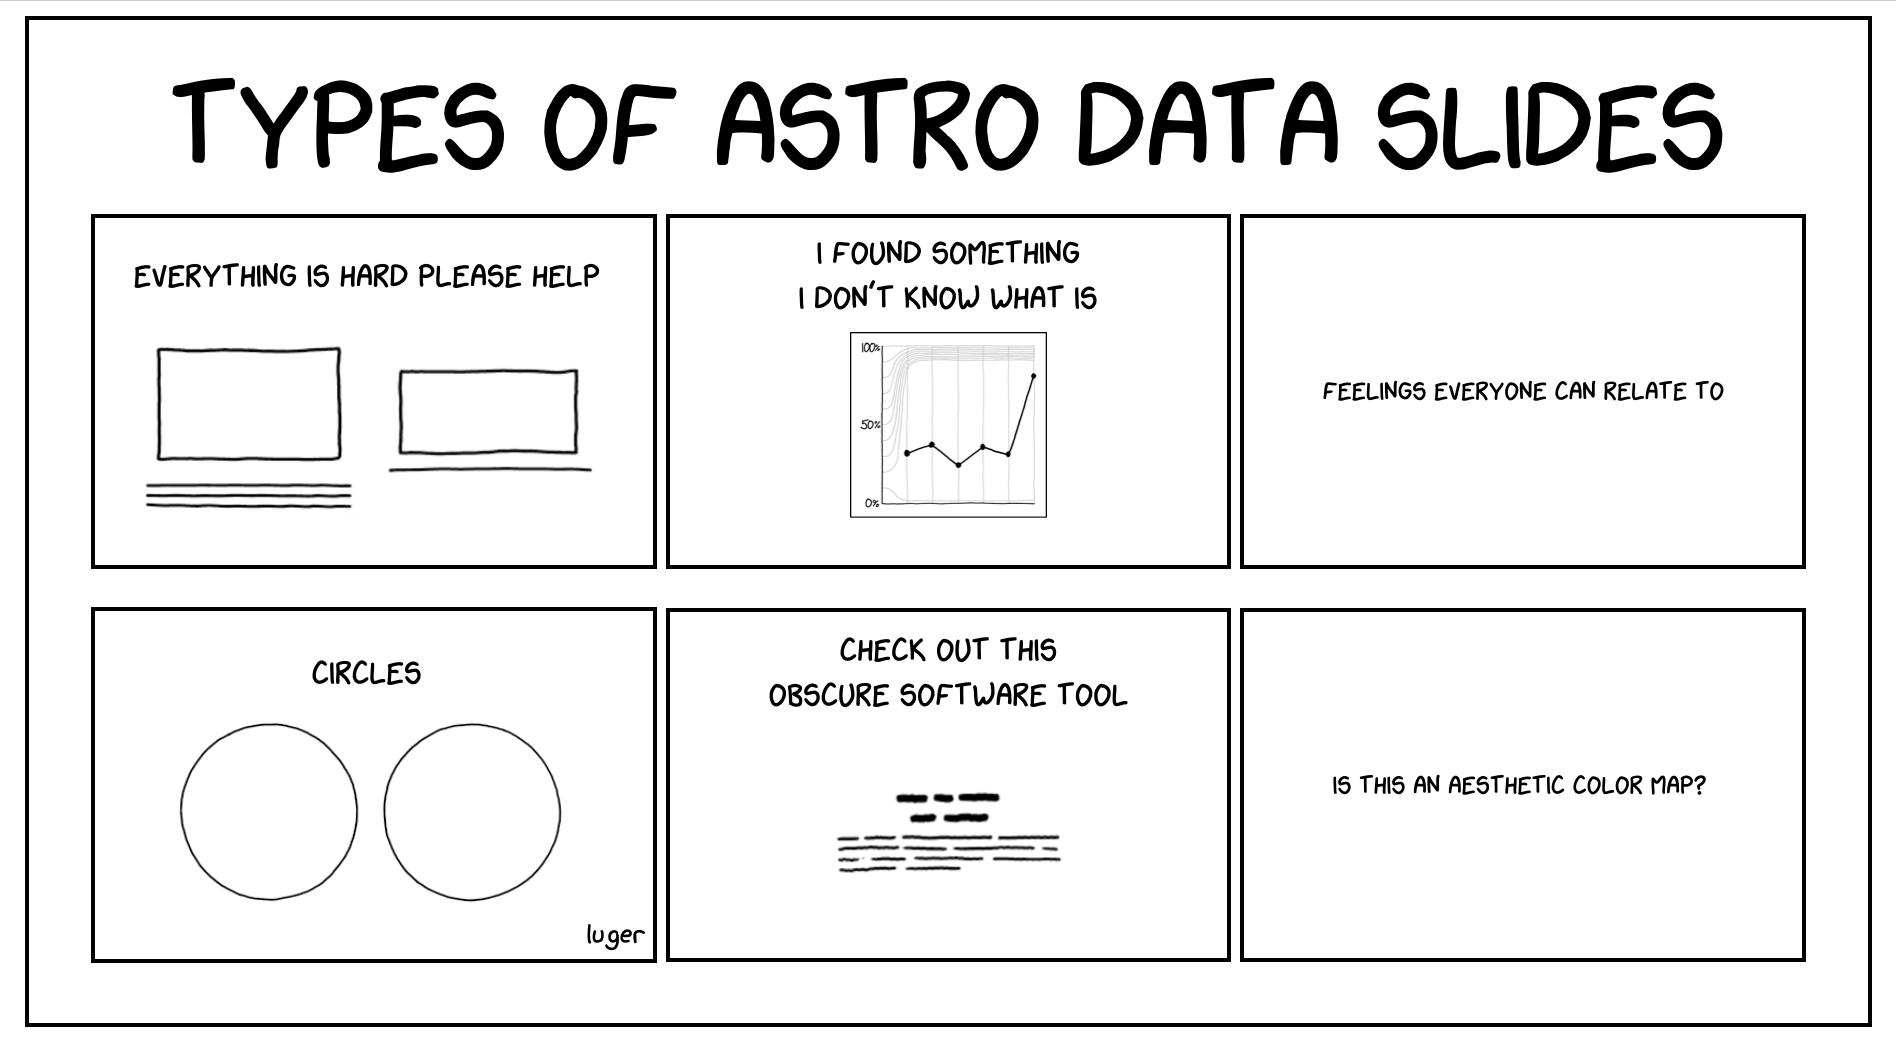 TYPES OF ASTRO DATA SLIDES
EVERYTHING IS HARD PLEASE HELP
I FOUND SOMETHING
I DON'T KNOW WHAT IS
100%
50%
0%
FEELINGS EVERYONE CAN RELATE TO
CIRCLES
luger
CHECK OUT THIS
OBSCURE SOFTWARE TOOL
IS THIS AN AESTHETIC COLOR MAP?